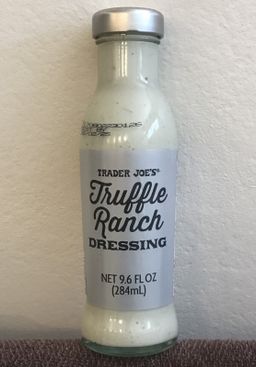 TRADER JOE'S®
Truffle
Ranch
DRESSING
NET 9.6 FL OZ
(284mL)